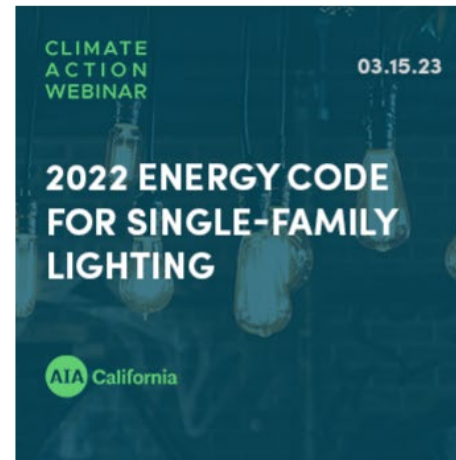 CLIMATE
ACTION
WEBINAR
03.15.23
2022 ENERGY CODE
FOR SINGLE-FAMILY
LIGHTING
AIA California